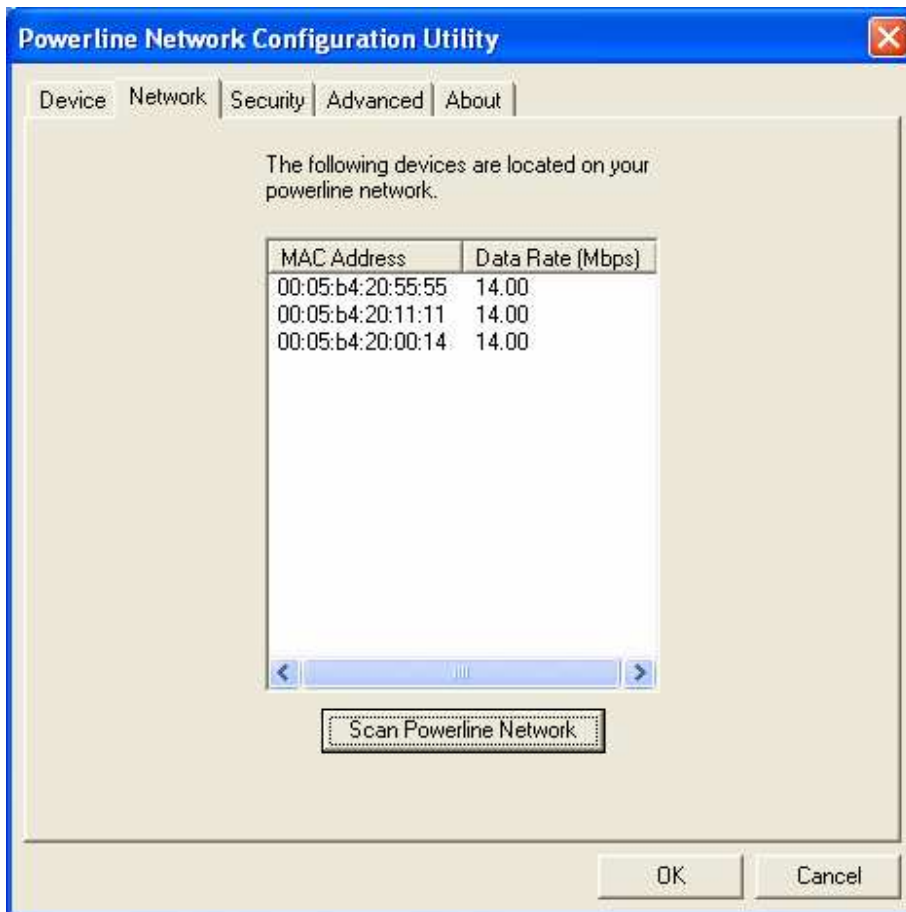 Powerline Network Configuration Utility
Device Network Security Advanced About
The following devices are located on your
powerline network.
MAC Address Data Rate (Mbps)
00:05:b4:20:55:55 14.00
00:05:b4:20:11:11 14.00
00:05:b4:20:00:14 14.00
Scan Powerline Network
OK Cancel